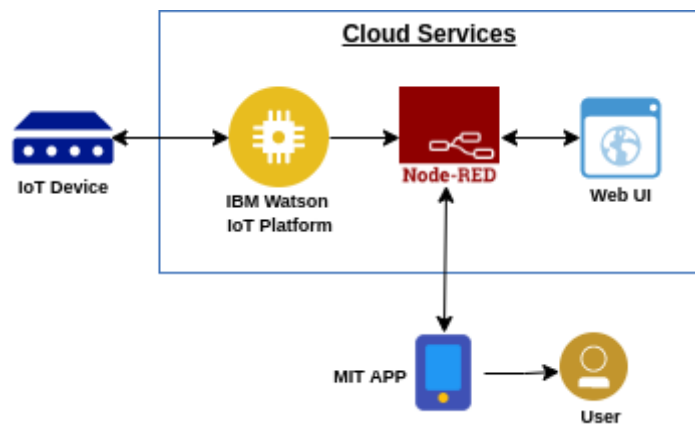 Cloud Services
IoT Device
IBM Watson
IoT Platform
Node-RED
Web UI
MIT APP
User